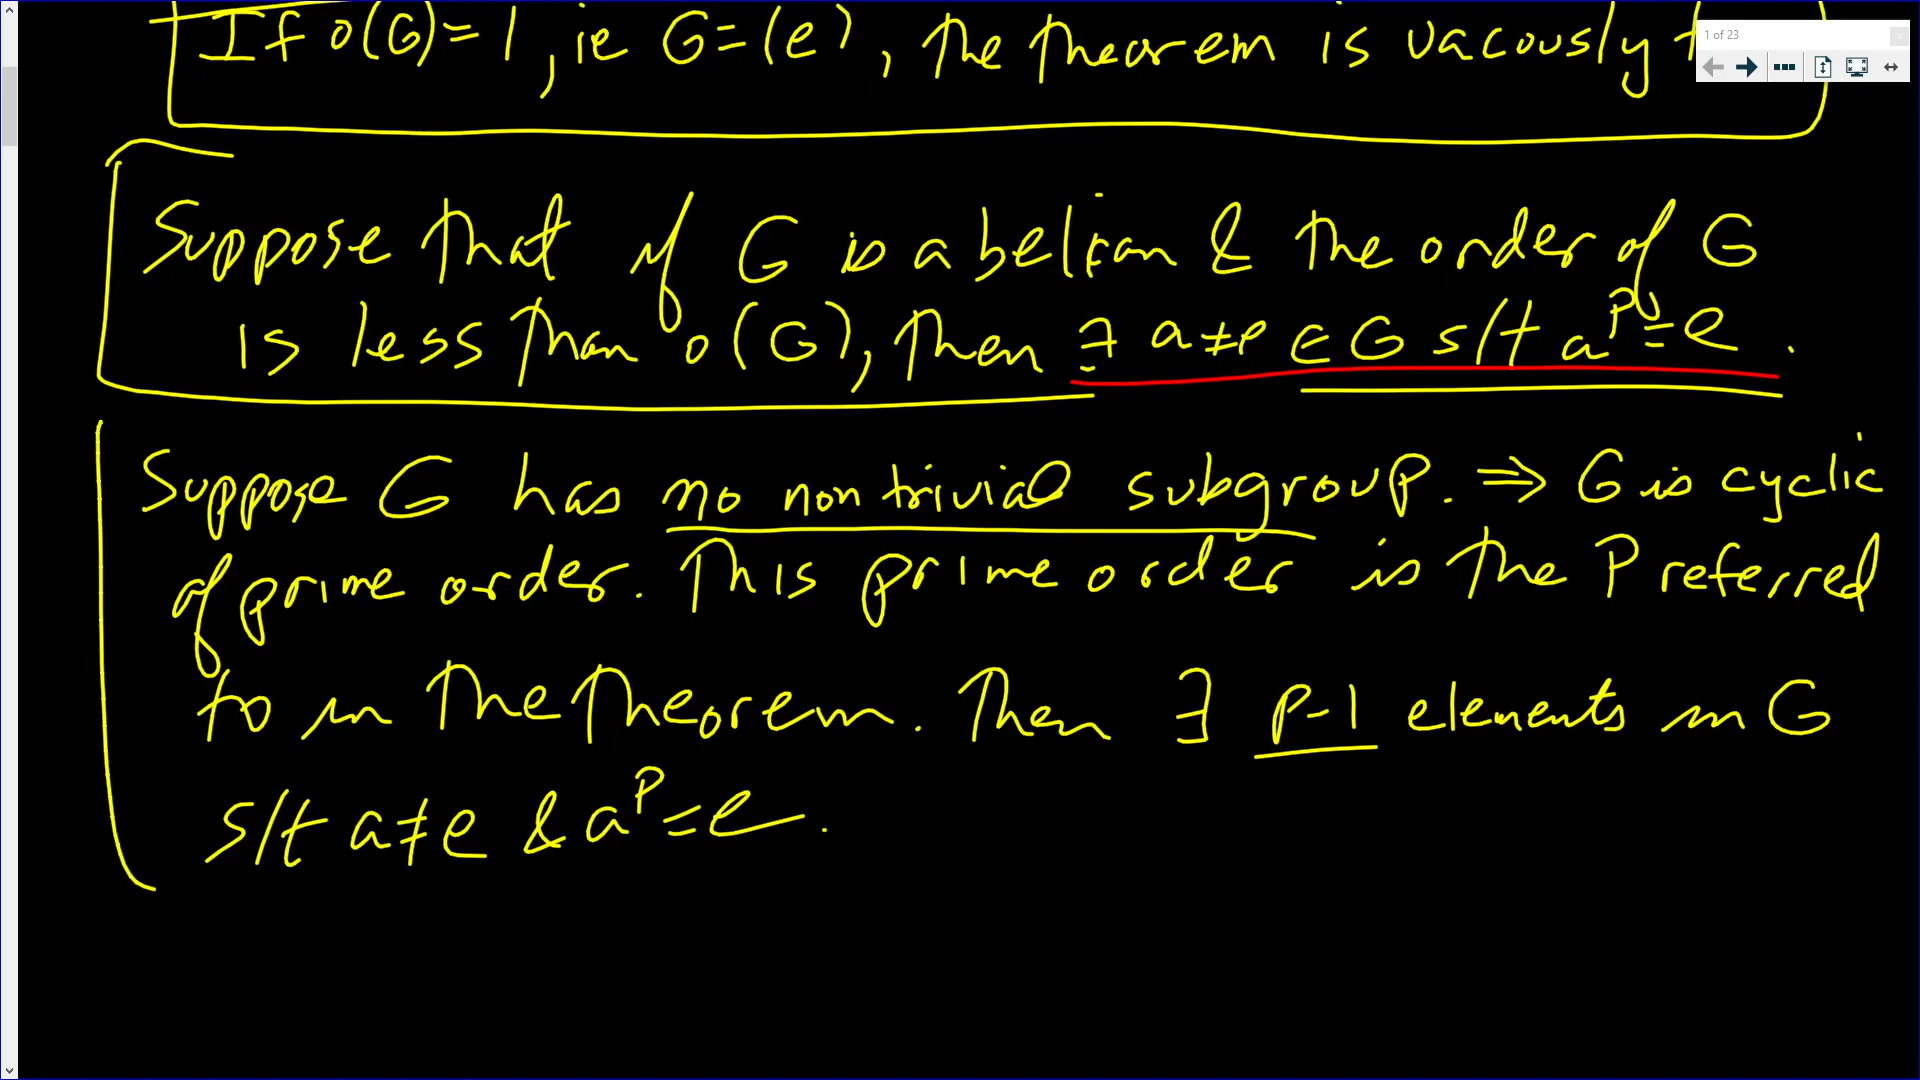 If o(G)=1, ie G=(e), the theorem is vacously
1 of 23
Suppose that if G is abelian & the order of G
is less than o(G), then ∃ a≠e ∈ G s/t a^p = e.
Suppose G has no nontrivial subgroup. ⇒ G is cyclic
of prime order. This prime order is the P referred
to in the theorem. Then ∃ p-1 elements in G
s/t a≠e & a^p = e.